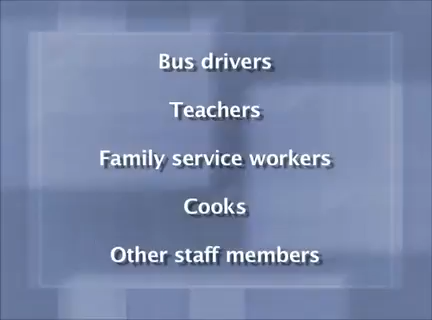 Bus drivers
Teachers
Family service workers
Cooks
Other staff members